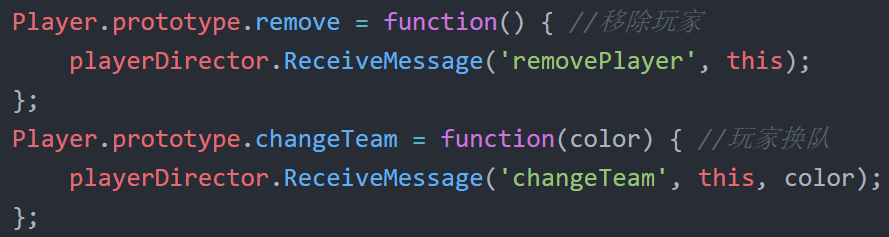 Player.prototype.remove = function() { //移除玩家
    playerDirector.ReceiveMessage('removePlayer', this);
};
Player.prototype.changeTeam = function(color) { //玩家换队
    playerDirector.ReceiveMessage('changeTeam', this, color);
};